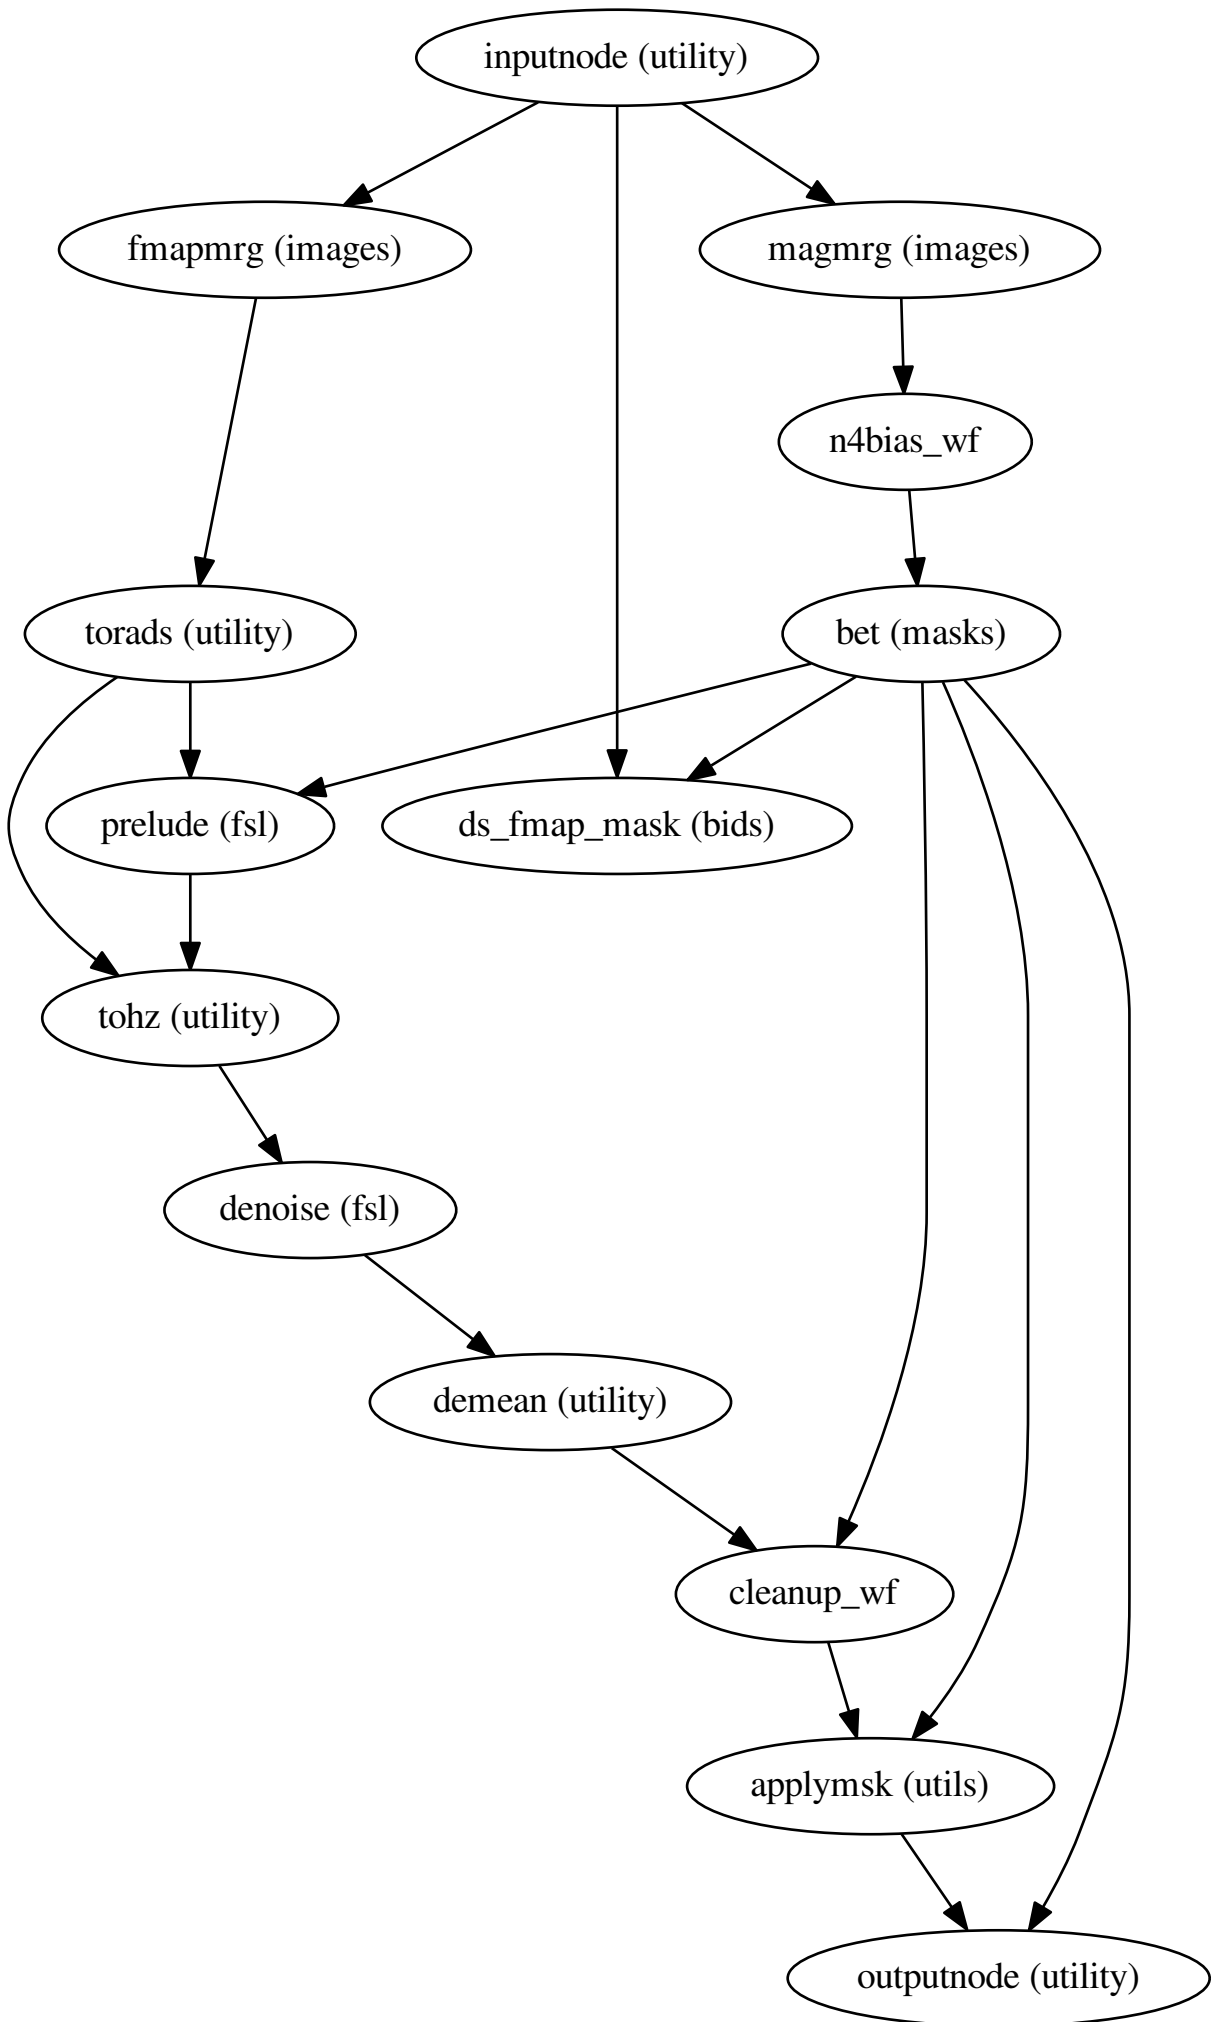 inputnode (utility)
fmapmrg (images)
magmrg (images)
n4bias_wf
torads (utility)
bet (masks)
prelude (fsl)
ds_fmap_mask (bids)
tohz (utility)
denoise (fsl)
demean (utility)
cleanup_wf
applymsk (utils)
outputnode (utility)